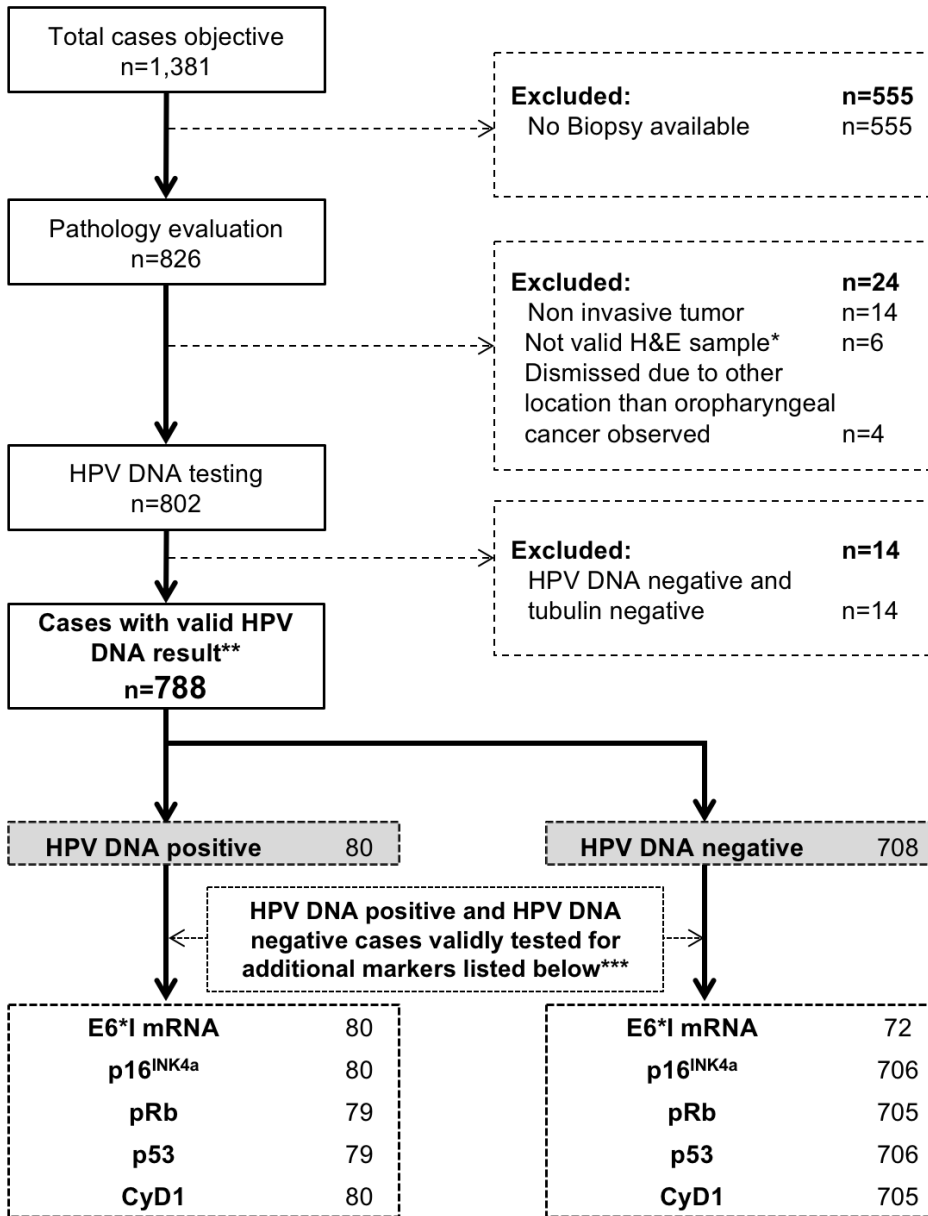 Total cases objective
n=1,381
Excluded: n=555
No Biopsy available n=555
Pathology evaluation
n=826
Excluded: n=24
Non invasive tumor n=14
Not valid H&E sample* n=6
Dismissed due to other
location than oropharyngeal
cancer observed n=4
HPV DNA testing
n=802
Excluded: n=14
HPV DNA negative and
tubulin negative n=14
Cases with valid HPV
DNA result**
n=788
HPV DNA positive 80
HPV DNA negative 708
HPV DNA positive and HPV DNA
negative cases validly tested for
additional markers listed below***
E6*I mRNA 80
p16INK4a 80
pRb 79
p53 79
CyD1 80
E6*I mRNA 72
p16INK4a 706
pRb 705
p53 706
CyD1 705